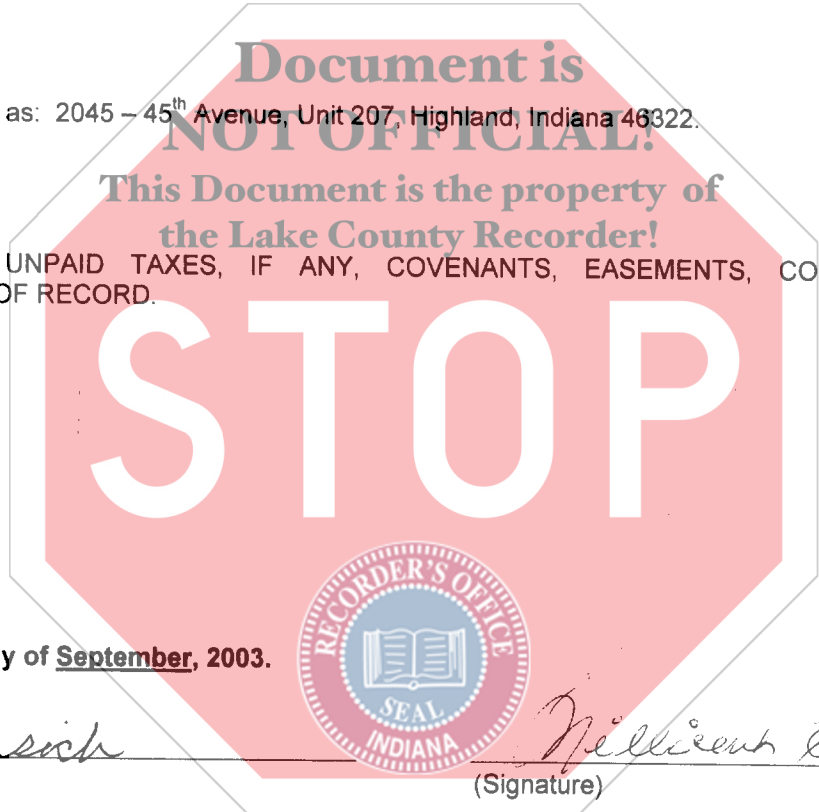 Document is
as: 2045 – 45th Avenue, Unit 207, Highland, Indiana 46322.
NOT OFFICIAL!
This Document is the property of
the Lake County Recorder!
UNPAID TAXES, IF ANY, COVENANTS, EASEMENTS, CO
OF RECORD.
STOP
RECORDER'S OFFICE
SEAL
INDIANA
y of September, 2003.
sich Millicent
(Signature)